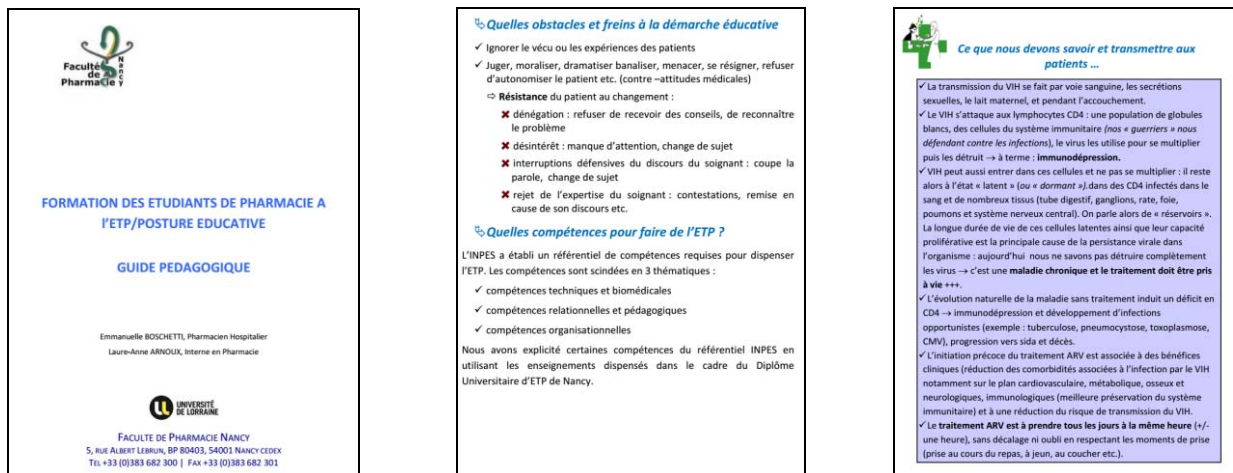 Faculté
de
Pharmacie
Nancy
FORMATION DES ETUDIANTS DE PHARMACIE A
l'ETP/POSTURE EDUCATIVE
GUIDE PEDAGOGIQUE
Emmanuelle BOSCHETTI, Pharmacien Hospitalier
Laure-Anne ARNOUX, Interne en Pharmacie
UNIVERSITÉ
DE LORRAINE
FACULTE DE PHARMACIE NANCY
5, RUE ALBERT LEBRUN, BP 80403, 54001 NANCY CEDEX
TEL +33 (0)383 682 300 | FAX +33 (0)383 682 301
Quelles obstacles et freins à la démarche éducative
✓ Ignorer le vécu ou les expériences des patients
✓ Juger, moraliser, dramatiser banaliser, menacer, se résigner, refuser
d'autonomiser le patient etc. (contre –attitudes médicales)
⇨ Résistance du patient au changement :
✘ dénégation : refuser de recevoir des conseils, de reconnaître
le problème
✘ désintérêt : manque d'attention, change de sujet
✘ interruptions défensives du discours du soignant : coupe la
parole, change de sujet
✘ rejet de l'expertise du soignant : contestations, remise en
cause de son discours etc.
Quelles compétences pour faire de l'ETP ?
L'INPES a établi un référentiel de compétences requises pour dispenser
l'ETP. Les compétences sont scindées en 3 thématiques :
✓ compétences techniques et biomédicales
✓ compétences relationnelles et pédagogiques
✓ compétences organisationnelles
Nous avons explicité certaines compétences du référentiel INPES en
utilisant les enseignements dispensés dans le cadre du Diplôme
Universitaire d'ETP de Nancy.
Ce que nous devons savoir et transmettre aux
patients …
✓ La transmission du VIH se fait par voie sanguine, les secrétions
sexuelles, le lait maternel, et pendant l'accouchement.
✓ Le VIH s'attaque aux lymphocytes CD4 : une population de globules
blancs, des cellules du système immunitaire (nos « guerriers » nous
défendant contre les infections), le virus les utilise pour se multiplier
puis les détruit → à terme : immunodépression.
✓ VIH peut aussi entrer dans ces cellules et ne pas se multiplier : il reste
alors à l'état « latent » (ou « dormant »).dans des CD4 infectés dans le
sang et de nombreux tissus (tube digestif, ganglions, rate, foie,
poumons et système nerveux central). On parle alors de « réservoirs ».
La longue durée de vie de ces cellules latentes ainsi que leur capacité
proliférative est la principale cause de la persistance virale dans
l'organisme : aujourd'hui nous ne savons pas détruire complètement
les virus → c'est une maladie chronique et le traitement doit être pris
à vie +++.
✓ L'évolution naturelle de la maladie sans traitement induit un déficit en
CD4 → immunodépression et développement d'infections
opportunistes (exemple : tuberculose, pneumocystose, toxoplasmose,
CMV), progression vers sida et décès.
✓ L'initiation précoce du traitement ARV est associée à des bénéfices
cliniques (réduction des comorbidités associées à l'infection par le VIH
notamment sur le plan cardiovasculaire, métabolique, osseux et
neurologiques, immunologiques (meilleure préservation du système
immunitaire) et à une réduction du risque de transmission du VIH.
✓ Le traitement ARV est à prendre tous les jours à la même heure (+/-
une heure), sans décalage ni oubli en respectant les moments de prise
(prise au cours du repas, à jeun, au coucher etc.).